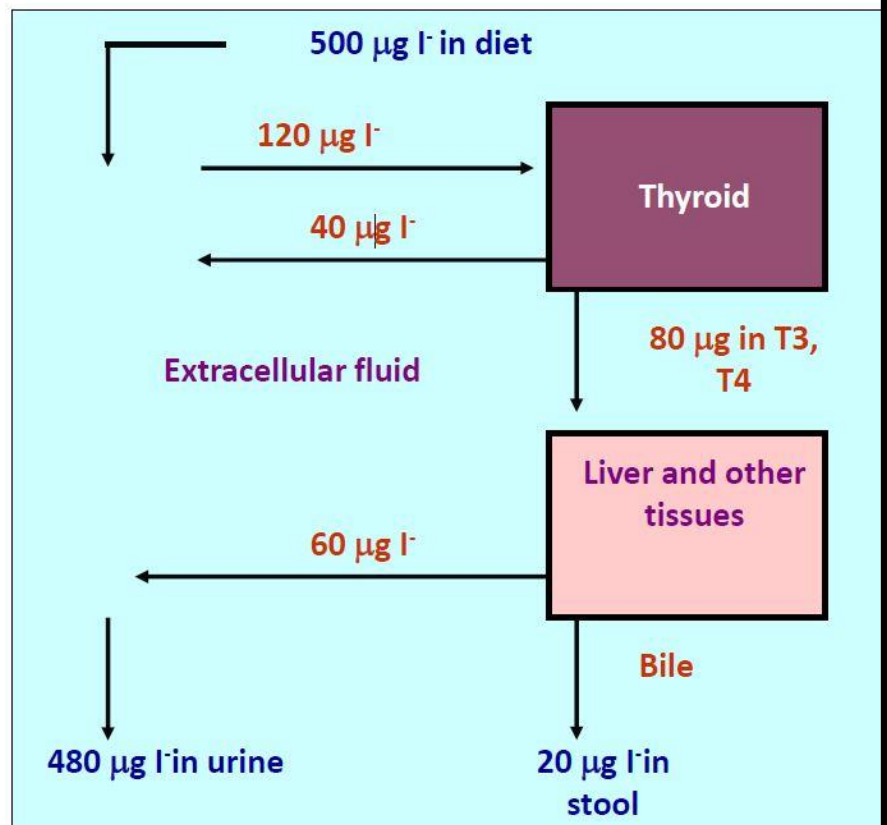 500 μg I- in diet
120 μg I-
Thyroid
40 μg I-
80 μg in T3,
T4
Extracellular fluid
Liver and other
tissues
60 μg I-
Bile
480 μg I-in urine
20 μg I-in
stool